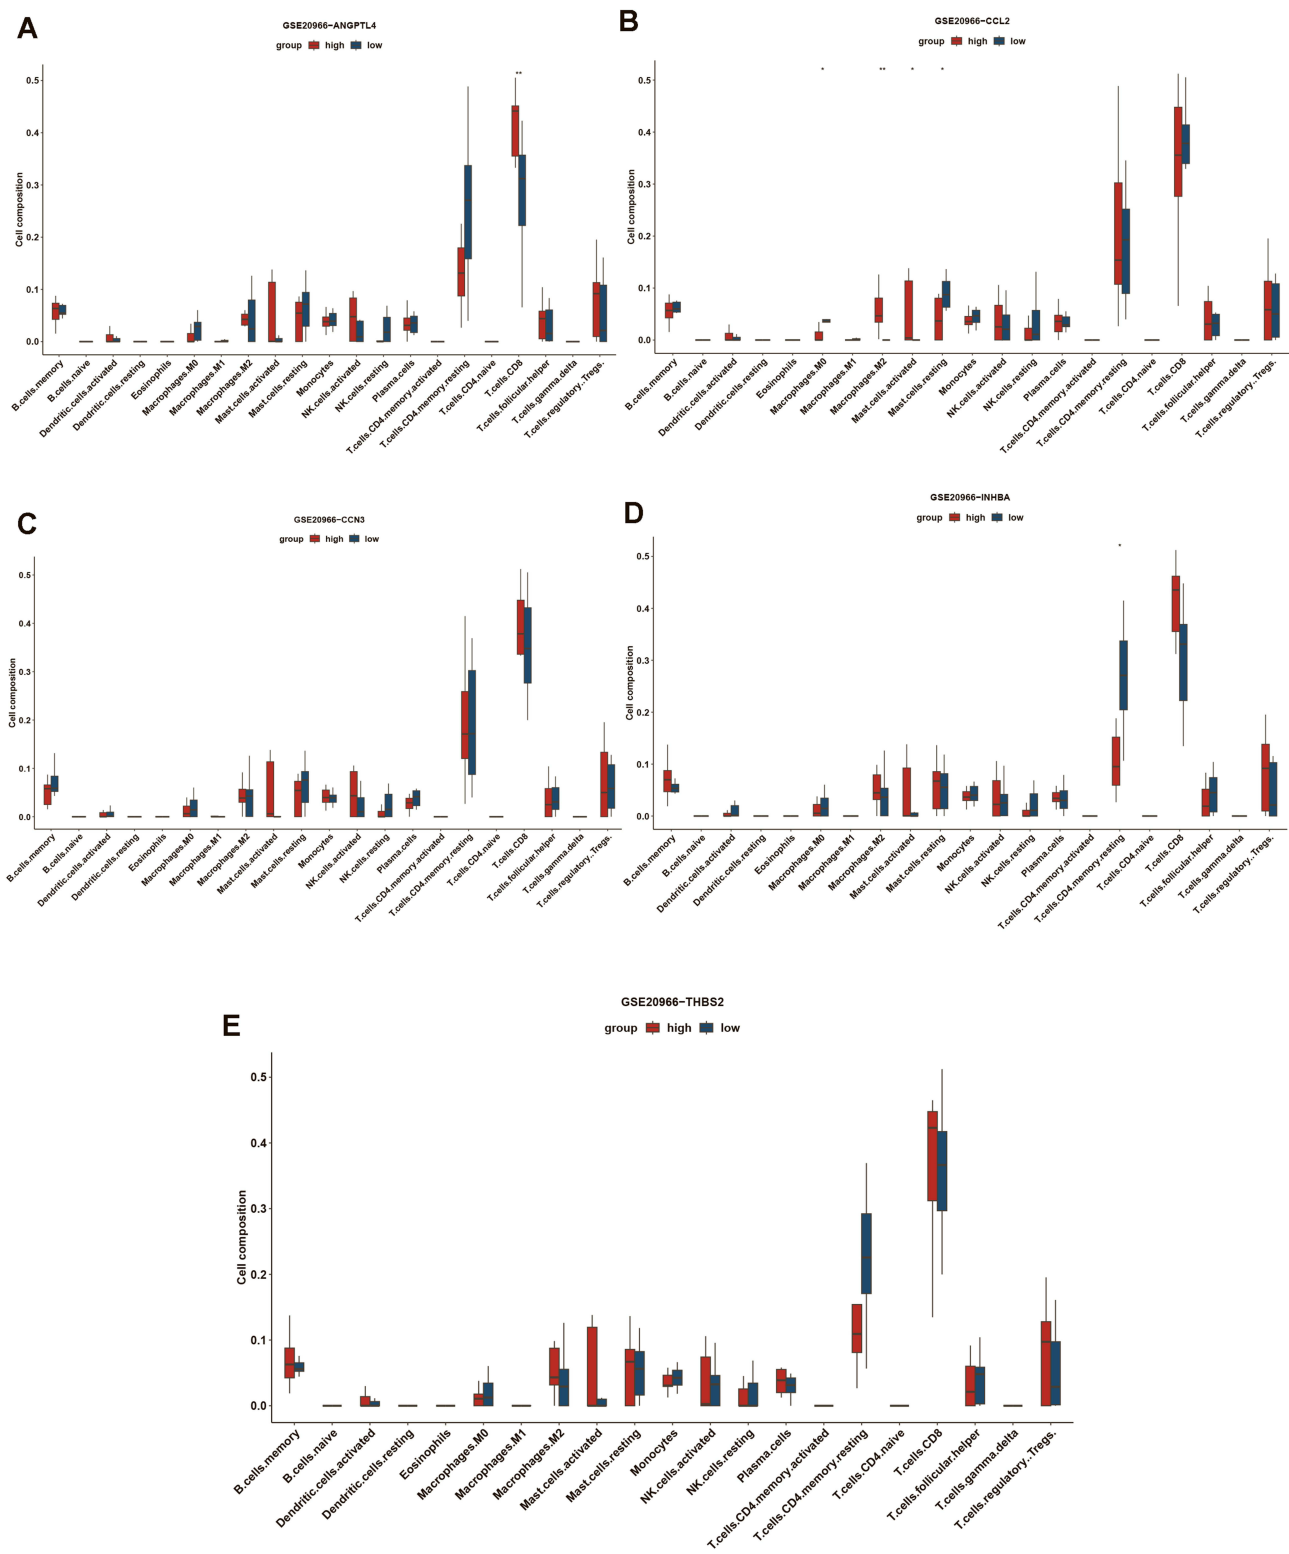 A
GSE20966−ANGPTL4
group high low
**
Cell composition
0.5
0.4
0.3
0.2
0.1
0.0
B.cells.memory
B.cells.naive
Dendritic.cells.activated
Dendritic.cells.resting
Eosinophils
Macrophages.M0
Macrophages.M1
Macrophages.M2
Mast.cells.activated
Mast.cells.resting
Monocytes
NK.cells.activated
NK.cells.resting
Plasma.cells
T.cells.CD4.memory.activated
T.cells.CD4.memory.resting
T.cells.CD4.naive
T.cells.CD8
T.cells.follicular.helper
T.cells.gamma.delta
T.cells.regulatory..Tregs.
B
GSE20966−CCL2
group high low
* ** * *
Cell composition
0.5
0.4
0.3
0.2
0.1
0.0
B.cells.memory
B.cells.naive
Dendritic.cells.activated
Dendritic.cells.resting
Eosinophils
Macrophages.M0
Macrophages.M1
Macrophages.M2
Mast.cells.activated
Mast.cells.resting
Monocytes
NK.cells.activated
NK.cells.resting
Plasma.cells
T.cells.CD4.memory.activated
T.cells.CD4.memory.resting
T.cells.CD4.naive
T.cells.CD8
T.cells.follicular.helper
T.cells.gamma.delta
T.cells.regulatory..Tregs.
C
GSE20966−CCN3
group high low
Cell composition
0.5
0.4
0.3
0.2
0.1
0.0
B.cells.memory
B.cells.naive
Dendritic.cells.activated
Dendritic.cells.resting
Eosinophils
Macrophages.M0
Macrophages.M1
Macrophages.M2
Mast.cells.activated
Mast.cells.resting
Monocytes
NK.cells.activated
NK.cells.resting
Plasma.cells
T.cells.CD4.memory.activated
T.cells.CD4.memory.resting
T.cells.CD4.naive
T.cells.CD8
T.cells.follicular.helper
T.cells.gamma.delta
T.cells.regulatory..Tregs.
D
GSE20966−INHBA
group high low
*
Cell composition
0.5
0.4
0.3
0.2
0.1
0.0
B.cells.memory
B.cells.naive
Dendritic.cells.activated
Dendritic.cells.resting
Eosinophils
Macrophages.M0
Macrophages.M1
Macrophages.M2
Mast.cells.activated
Mast.cells.resting
Monocytes
NK.cells.activated
NK.cells.resting
Plasma.cells
T.cells.CD4.memory.activated
T.cells.CD4.memory.resting
T.cells.CD4.naive
T.cells.CD8
T.cells.follicular.helper
T.cells.gamma.delta
T.cells.regulatory..Tregs.
E
GSE20966−THBS2
group high low
Cell composition
0.5
0.4
0.3
0.2
0.1
0.0
B.cells.memory
B.cells.naive
Dendritic.cells.activated
Dendritic.cells.resting
Eosinophils
Macrophages.M0
Macrophages.M1
Macrophages.M2
Mast.cells.activated
Mast.cells.resting
Monocytes
NK.cells.activated
NK.cells.resting
Plasma.cells
T.cells.CD4.memory.activated
T.cells.CD4.memory.resting
T.cells.CD4.naive
T.cells.CD8
T.cells.follicular.helper
T.cells.gamma.delta
T.cells.regulatory..Tregs.